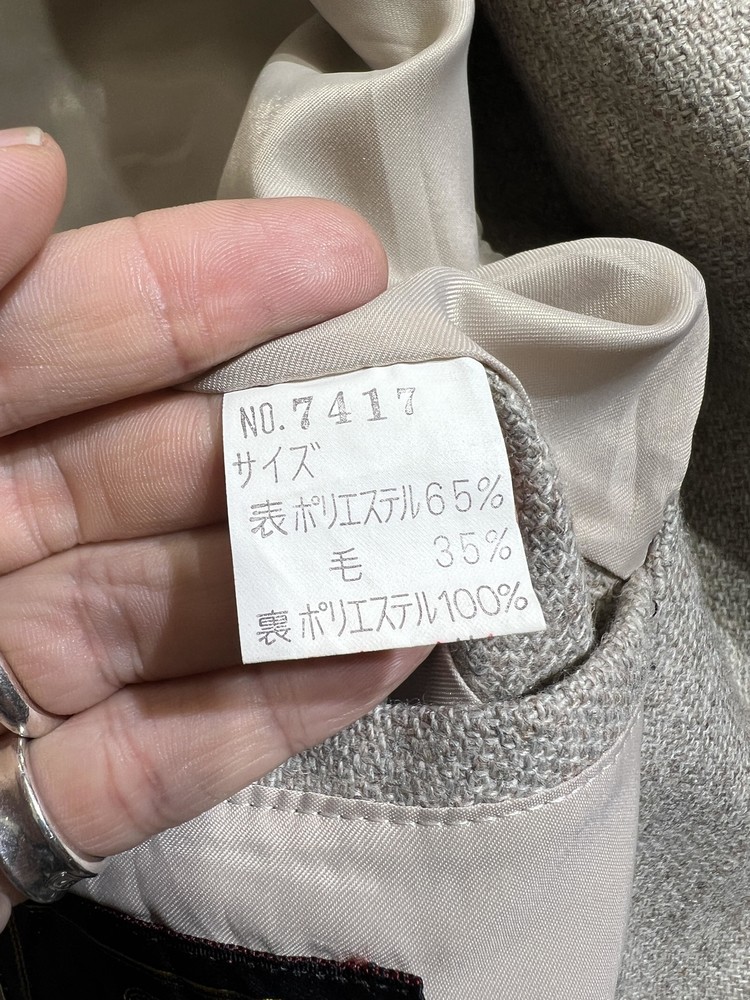 NO.7417
サイズ
表ポリエステル65%
毛 35%
裏ポリエステル100%